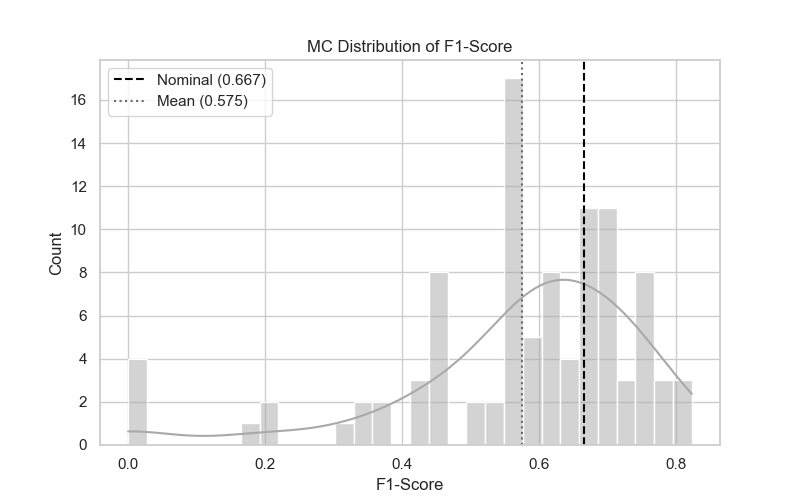 MC Distribution of F1-Score
Nominal (0.667)
Mean (0.575)
Count
16
14
12
10
8
6
4
2
0
0.0 0.2 0.4 0.6 0.8
F1-Score